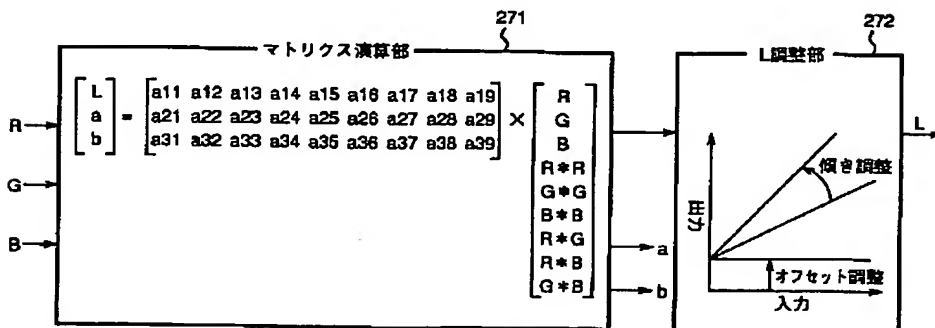 271
マトリクス演算部
L
a
b
=
a11 a12 a13 a14 a15 a16 a17 a18 a19
a21 a22 a23 a24 a25 a26 a27 a28 a29
a31 a32 a33 a34 a35 a36 a37 a38 a39
×
R
G
B
R*R
G*G
B*B
R*G
R*B
G*B
R
G
B
a
b
272
L調整部
L
傾き調整
出力
オフセット調整
入力